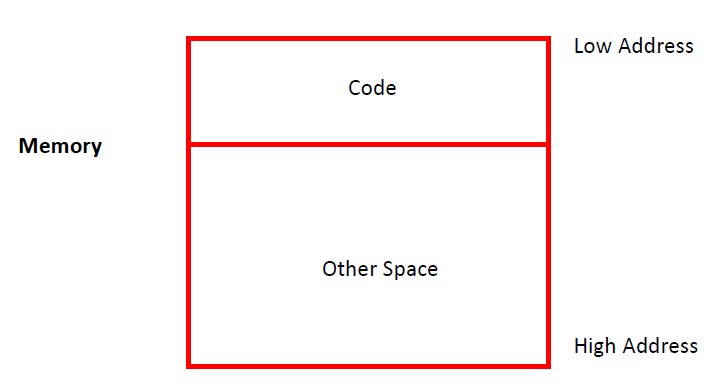 Low Address
Code
Memory
Other Space
High Address